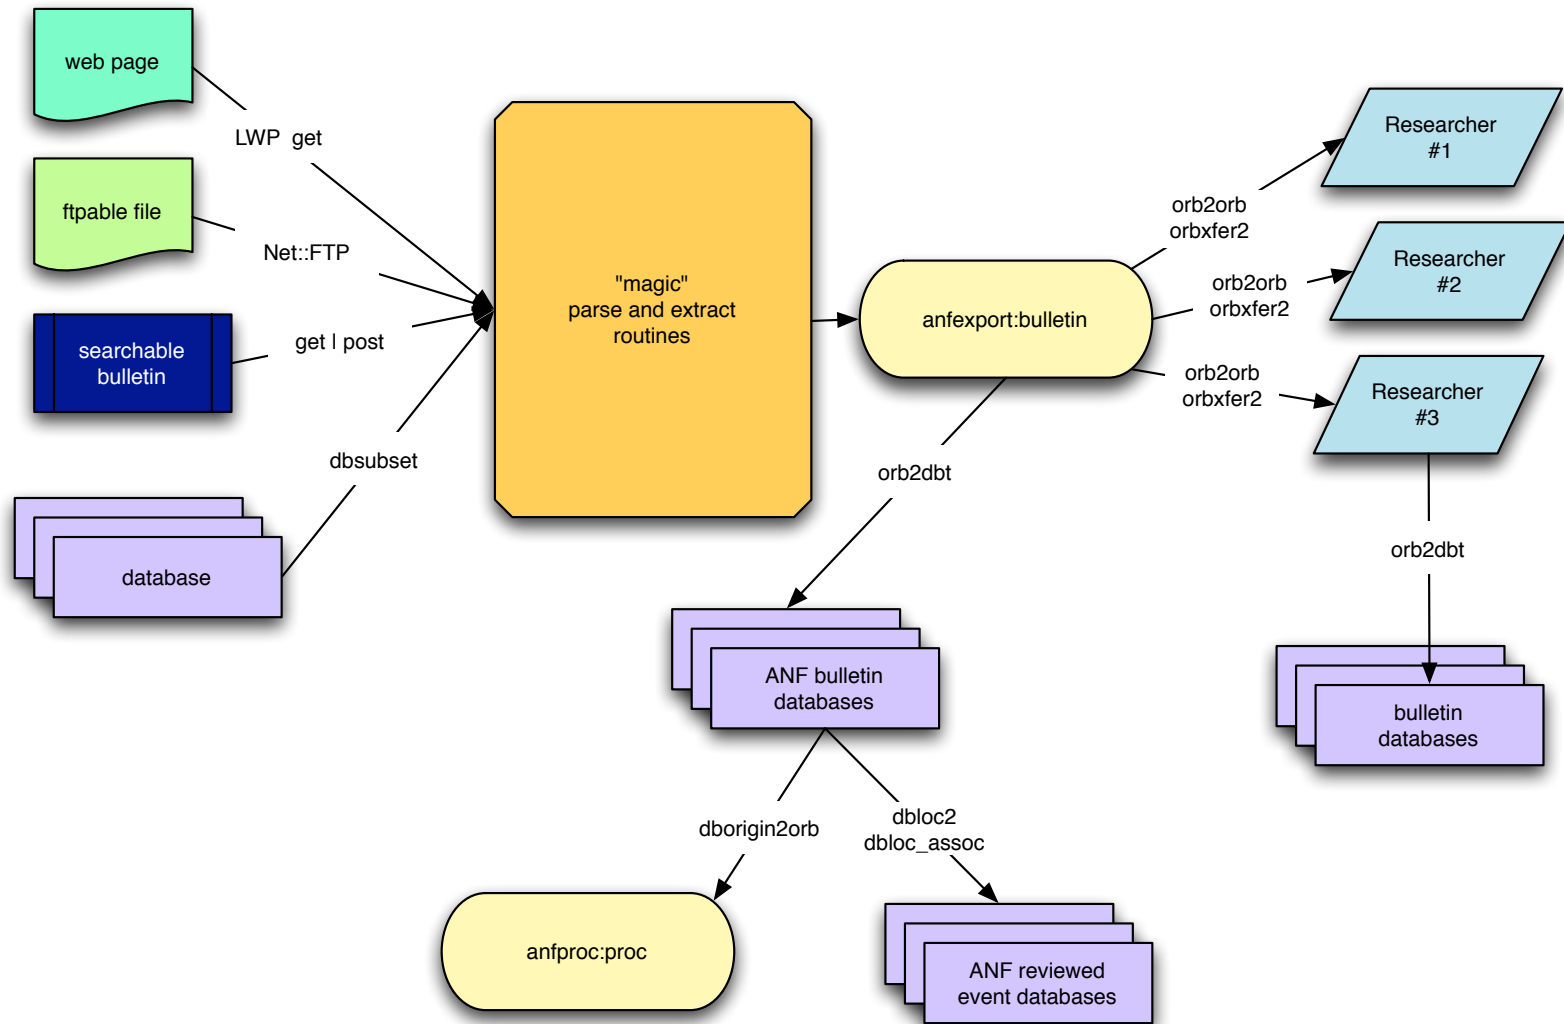 web page
LWP  get
ftpable file
Net::FTP
searchable
bulletin
get | post
dbsubset
database
"magic"
parse and extract
routines
anfexport:bulletin
orb2orb
orbxfer2
Researcher
#1
orb2orb
orbxfer2
Researcher
#2
orb2orb
orbxfer2
Researcher
#3
orb2dbt
orb2dbt
ANF bulletin
databases
bulletin
databases
dborigin2orb
dbloc2
dbloc_assoc
anfproc:proc
ANF reviewed
event databases